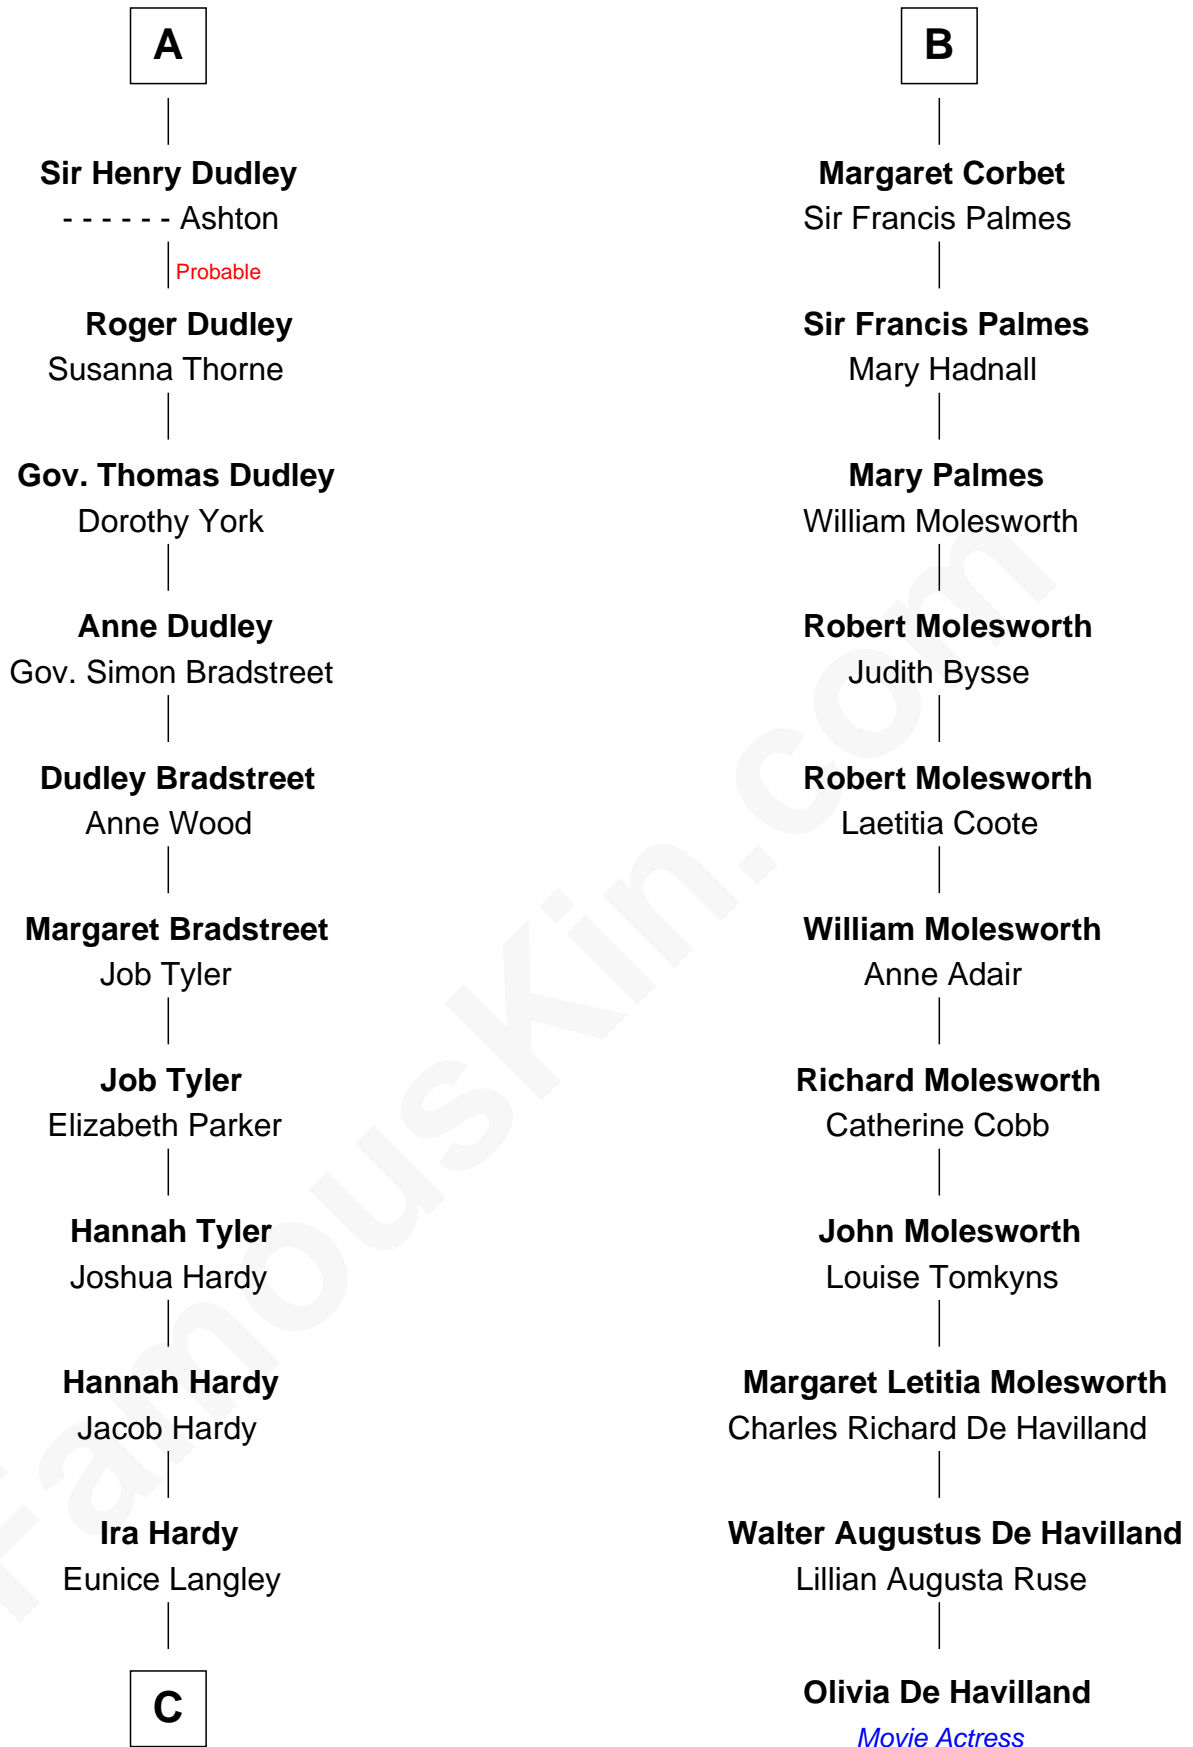 A
Sir Henry Dudley
- - - - - - Ashton
Probable
Roger Dudley
Susanna Thorne
Gov. Thomas Dudley
Dorothy York
Anne Dudley
Gov. Simon Bradstreet
Dudley Bradstreet
Anne Wood
Margaret Bradstreet
Job Tyler
Job Tyler
Elizabeth Parker
Hannah Tyler
Joshua Hardy
Hannah Hardy
Jacob Hardy
Ira Hardy
Eunice Langley
C
B
Margaret Corbet
Sir Francis Palmes
Sir Francis Palmes
Mary Hadnall
Mary Palmes
William Molesworth
Robert Molesworth
Judith Bysse
Robert Molesworth
Laetitia Coote
William Molesworth
Anne Adair
Richard Molesworth
Catherine Cobb
John Molesworth
Louise Tomkyns
Margaret Letitia Molesworth
Charles Richard De Havilland
Walter Augustus De Havilland
Lillian Augusta Ruse
Olivia De Havilland
Movie Actress
FamousKin.com